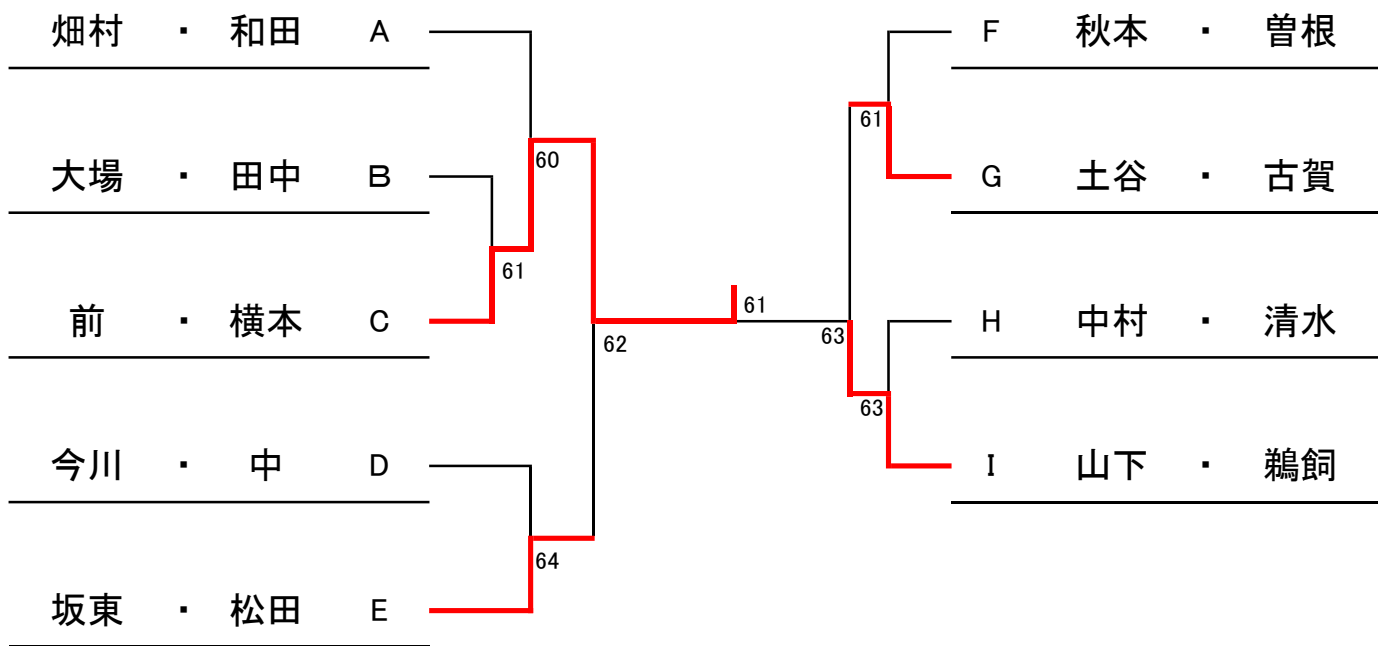 畑村 ・ 和田 A
大場 ・ 田中 B
前 ・ 横本 C
今川 ・ 中 D
坂東 ・ 松田 E
60
61
62
64
61
61
63
63
F 秋本 ・ 曽根
G 土谷 ・ 古賀
H 中村 ・ 清水
I 山下 ・ 鵜飼